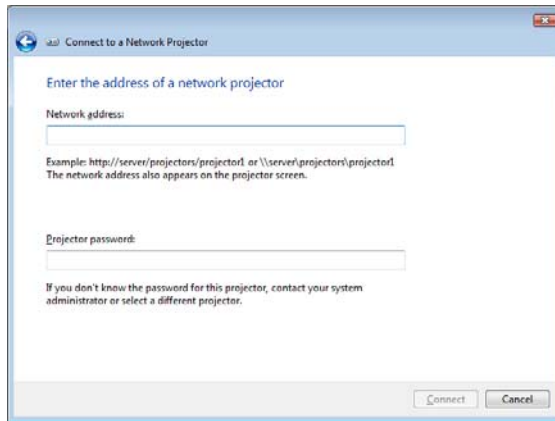 Connect to a Network Projector
Enter the address of a network projector
Network address:
Example: http://server/projectors/projector1 or \\server\projectors\projector1
The network address also appears on the projector screen.
Projector password:
If you don't know the password for this projector, contact your system
administrator or select a different projector.
Connect
Cancel